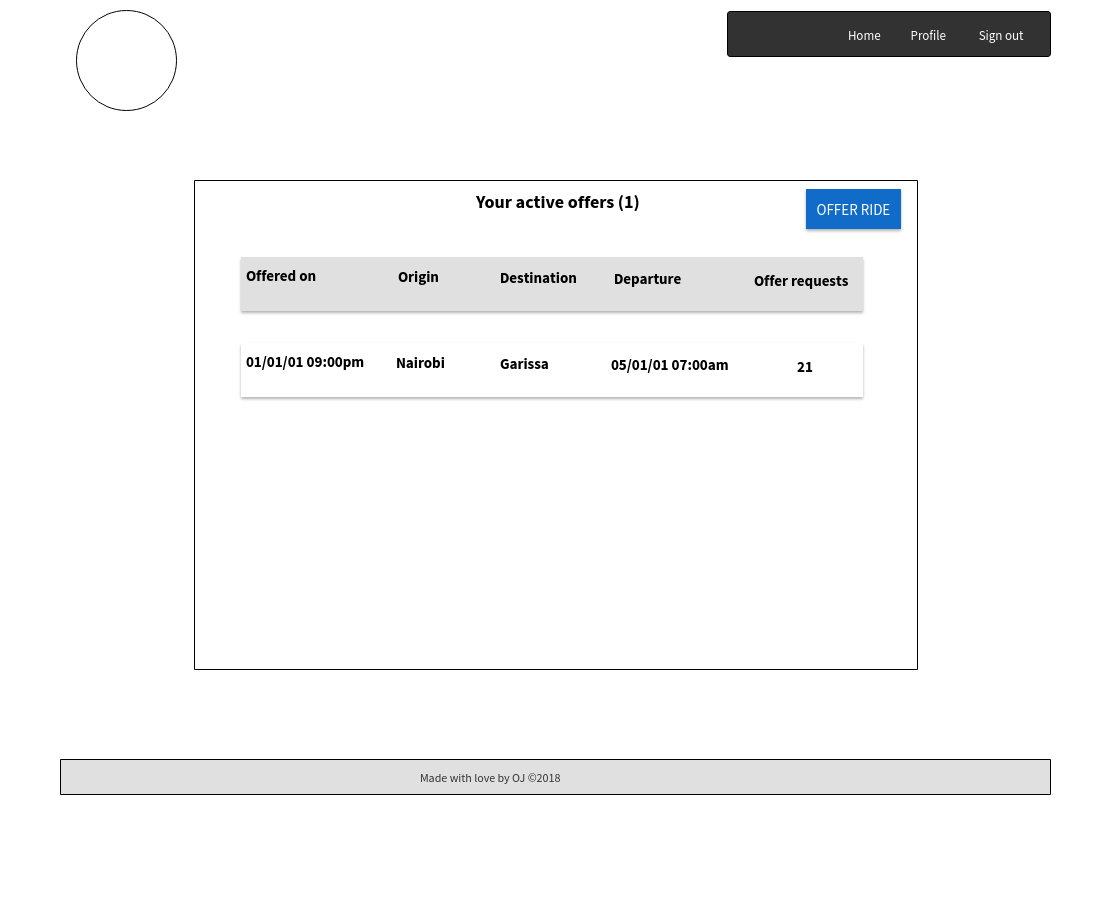 Home Profile Sign out
Your active offers (1)
OFFER RIDE
Offered on Origin Destination Departure Offer requests
01/01/01 09:00pm Nairobi Garissa 05/01/01 07:00am 21
Made with love by OJ ©2018